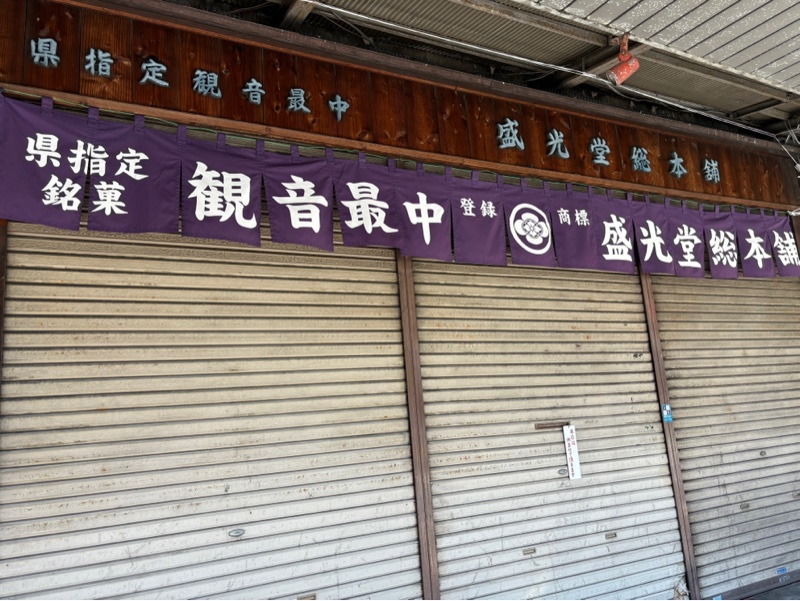 県指定観音最中 盛光堂総本舗
県指定
銘菓
観音最中
登録
商標
盛光堂総本舗